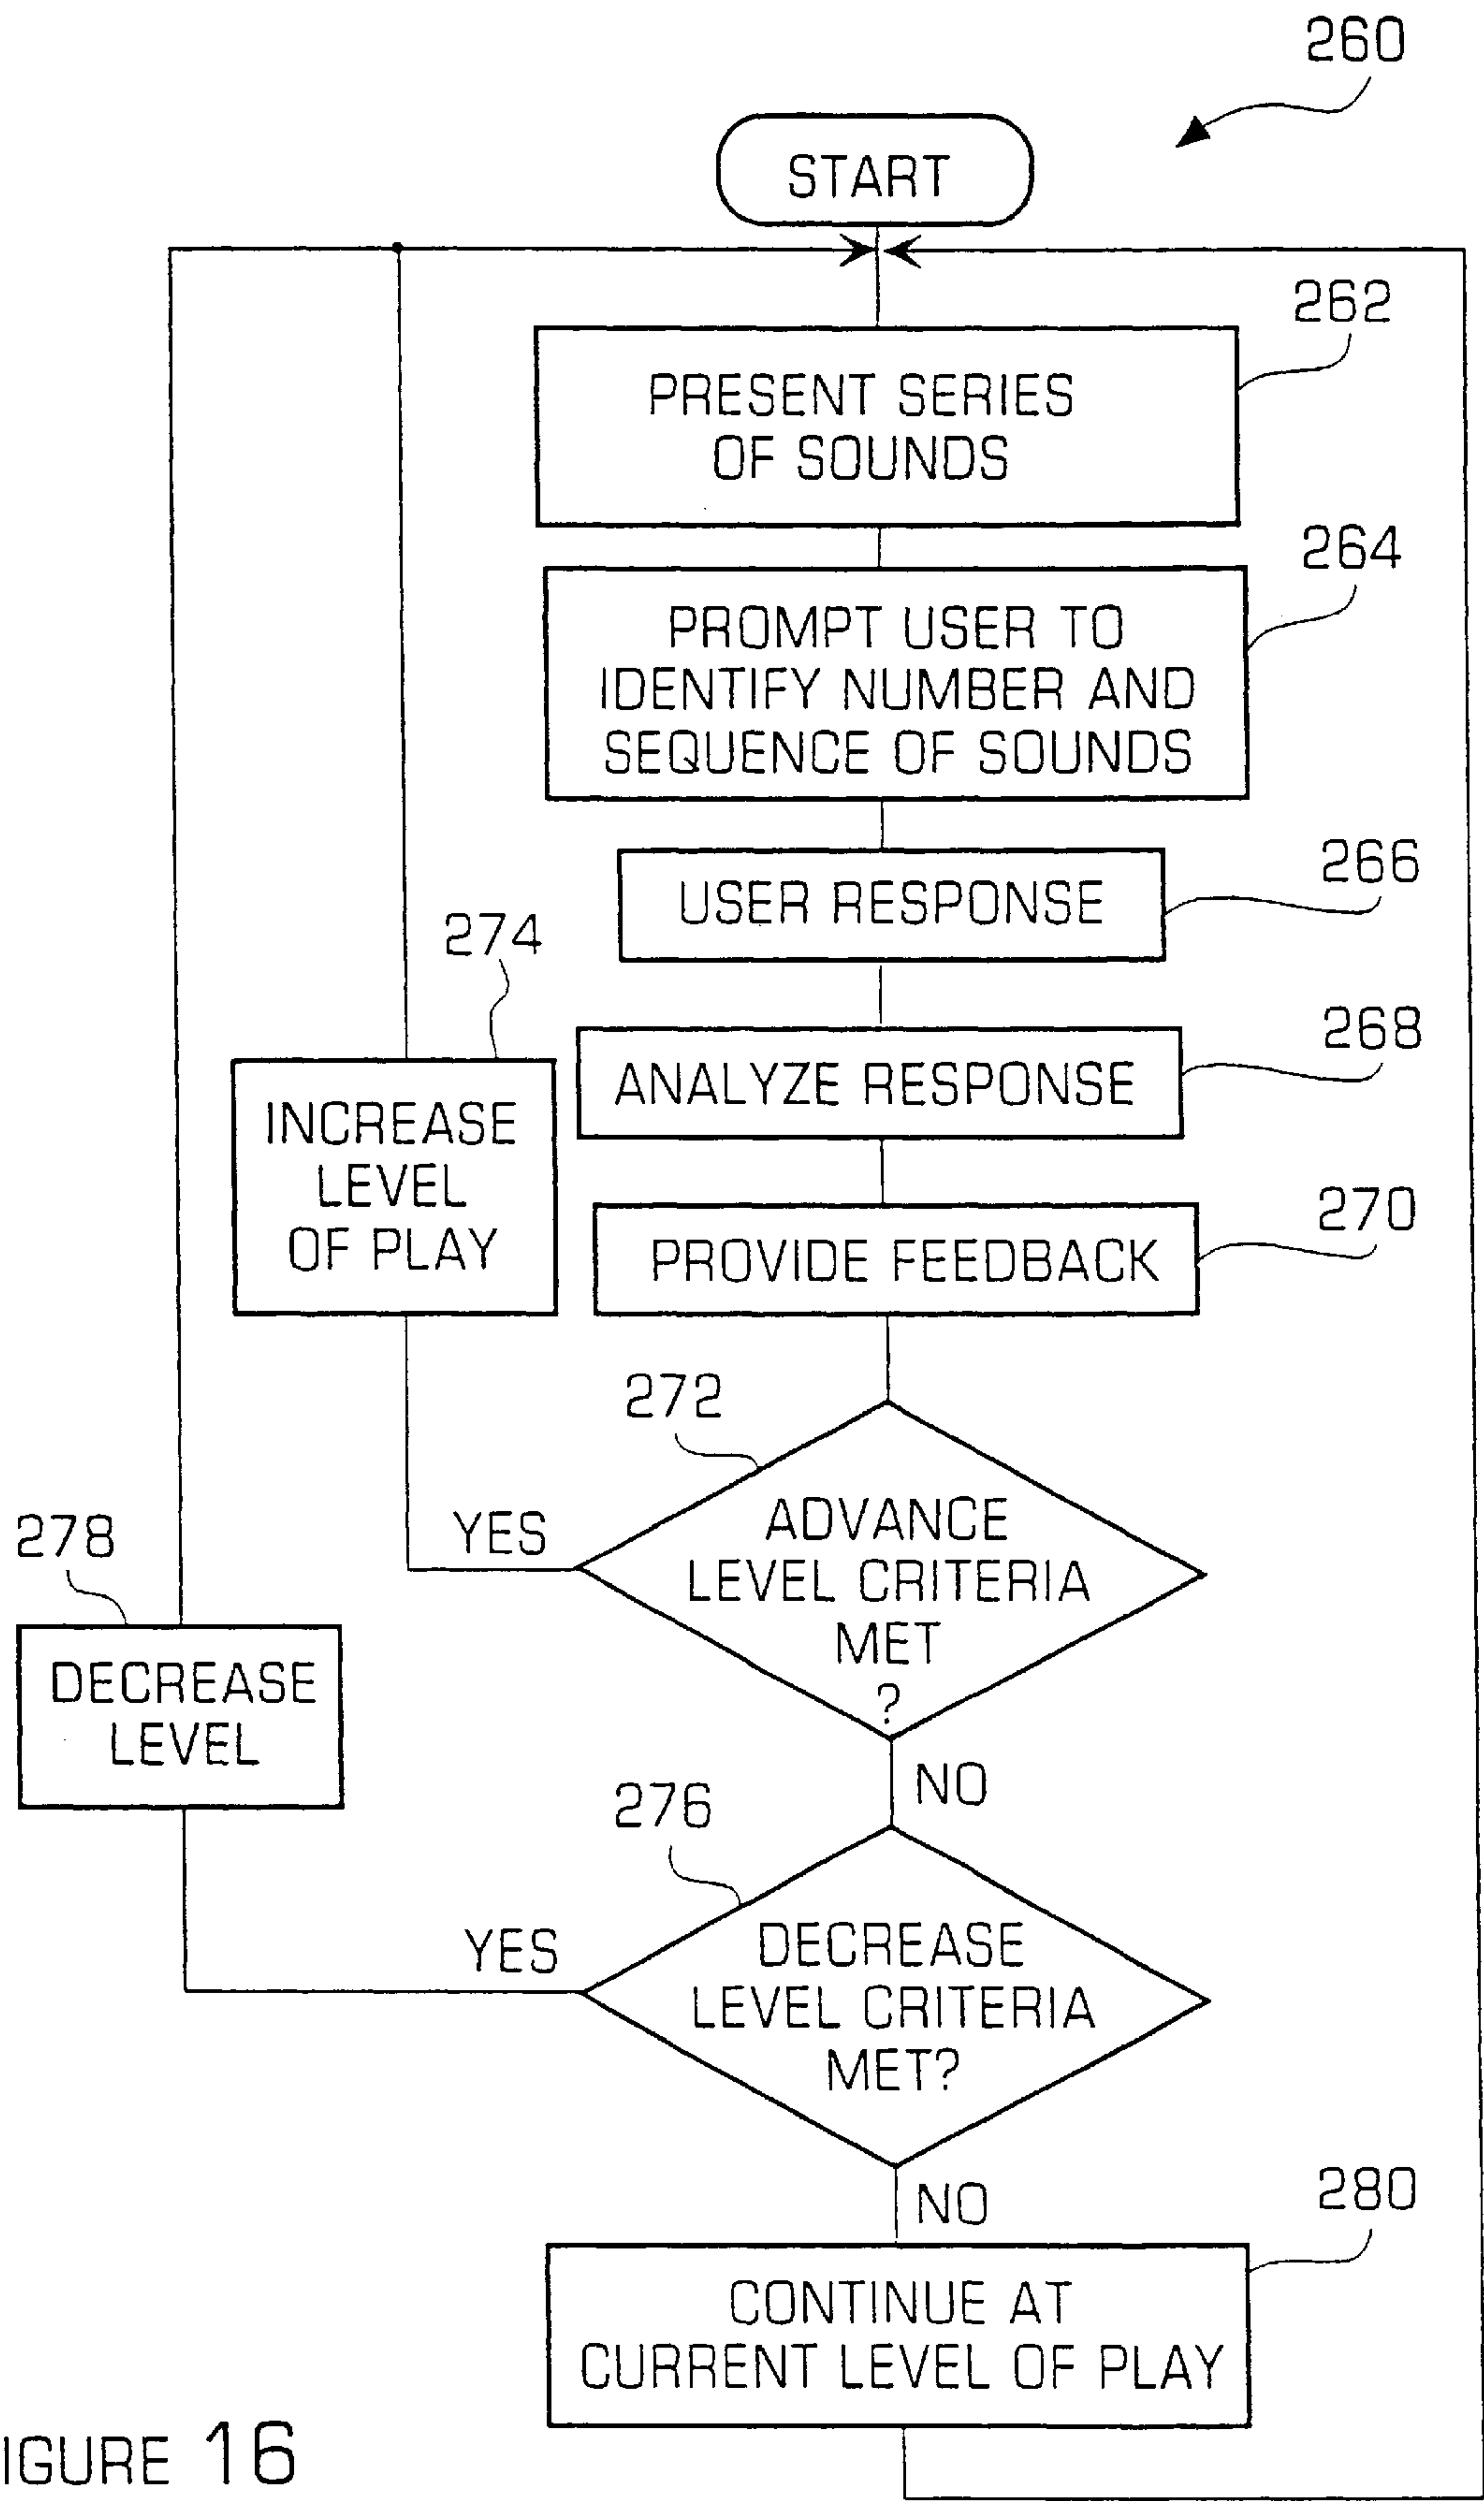 260
START
262
PRESENT SERIES
OF SOUNDS
264
PROMPT USER TO
IDENTIFY NUMBER AND
SEQUENCE OF SOUNDS
266
USER RESPONSE
274
268
ANALYZE RESPONSE
INCREASE
LEVEL
OF PLAY
270
PROVIDE FEEDBACK
272
ADVANCE
LEVEL CRITERIA
MET
?
YES
278
DECREASE
LEVEL
NO
276
DECREASE
LEVEL CRITERIA
MET?
YES
NO
280
CONTINUE AT
CURRENT LEVEL OF PLAY
IGURE 16